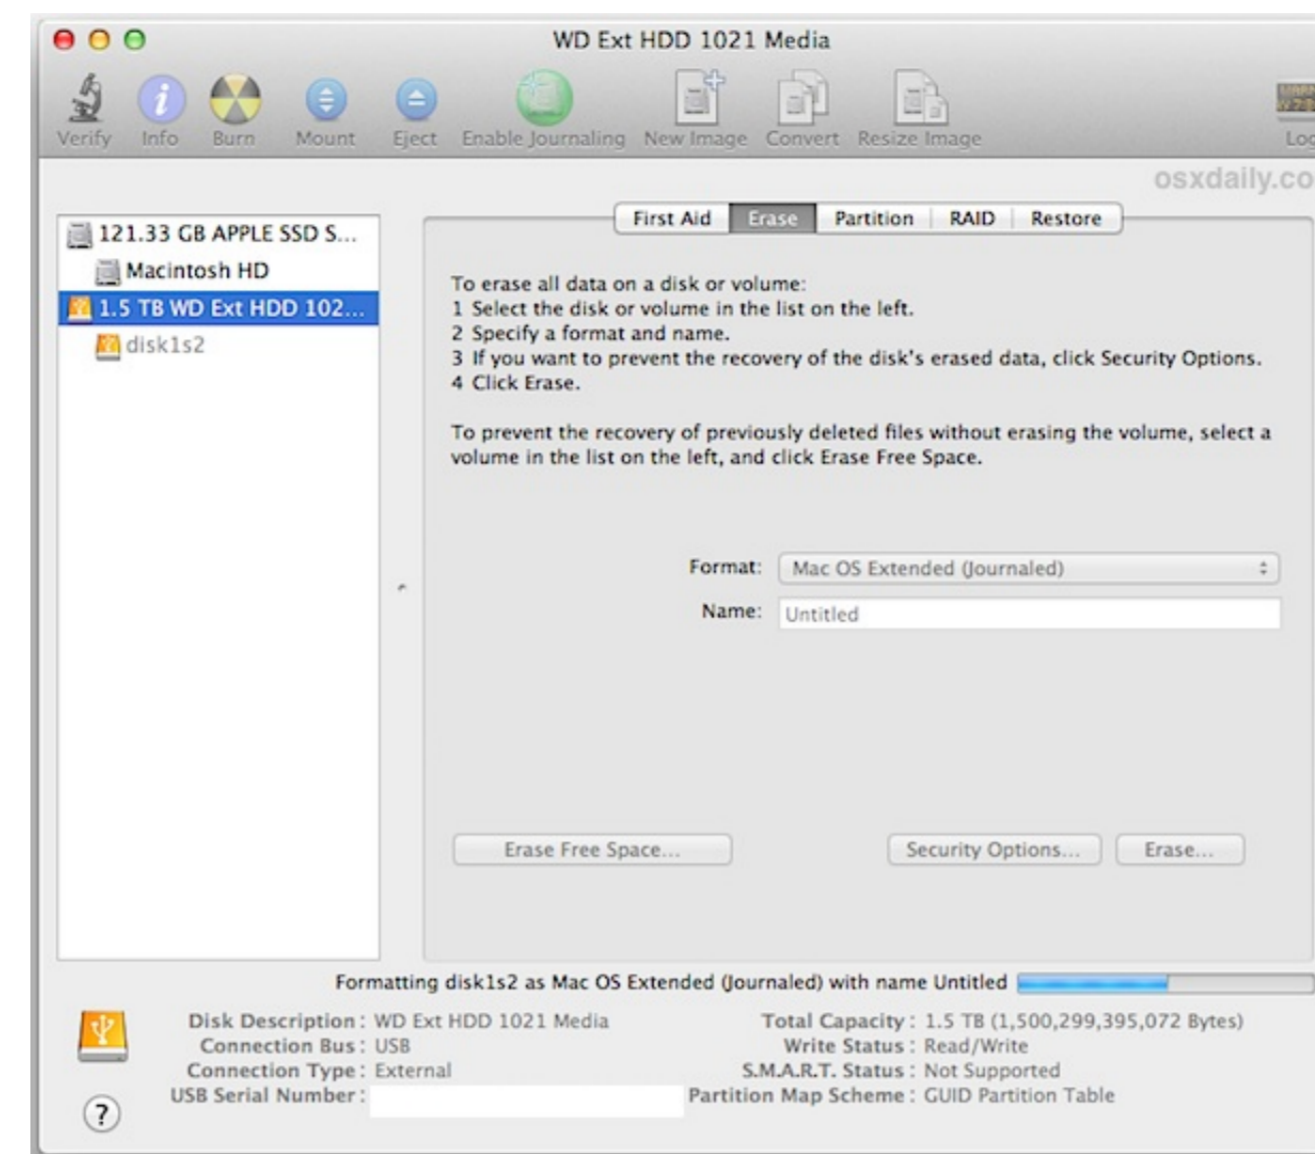 WD Ext HDD 1021 Media
Verify Info Burn Mount Eject Enable Journaling New Image Convert Resize Image
osxdaily.co
First Aid Erase Partition RAID Restore
121.33 GB APPLE SSD S...
Macintosh HD
1.5 TB WD Ext HDD 102...
disk1s2
To erase all data on a disk or volume:
1 Select the disk or volume in the list on the left.
2 Specify a format and name.
3 If you want to prevent the recovery of the disk's erased data, click Security Options.
4 Click Erase.
To prevent the recovery of previously deleted files without erasing the volume, select a
volume in the list on the left, and click Erase Free Space.
Format: Mac OS Extended (Journaled)
Name: Untitled
Erase Free Space... Security Options... Erase...
Formatting disk1s2 as Mac OS Extended (Journaled) with name Untitled
Disk Description : WD Ext HDD 1021 Media
Connection Bus : USB
Connection Type : External
USB Serial Number :
Total Capacity : 1.5 TB (1,500,299,395,072 Bytes)
Write Status : Read/Write
S.M.A.R.T. Status : Not Supported
Partition Map Scheme : GUID Partition Table
?